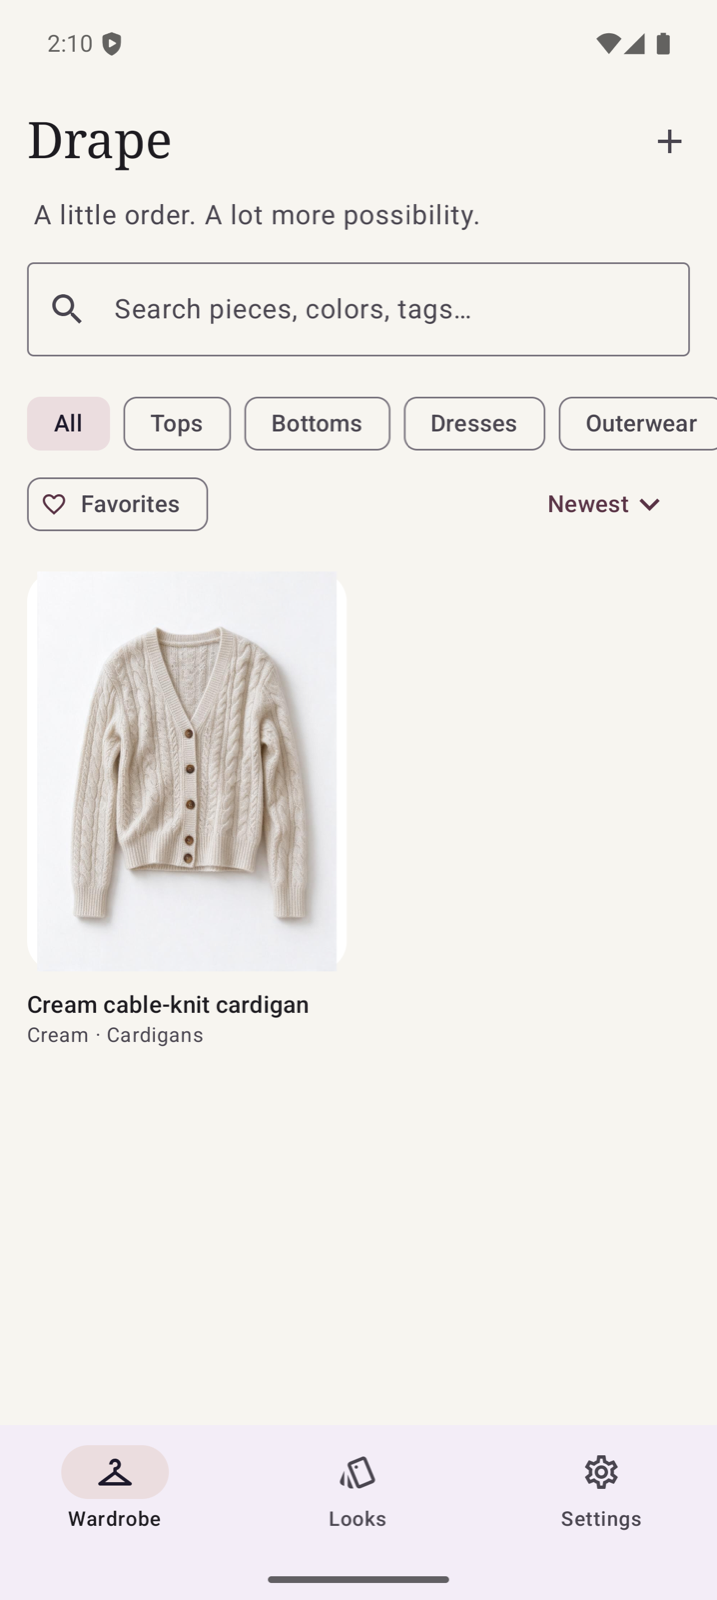 2:10
Drape
A little order. A lot more possibility.
Search pieces, colors, tags…
All Tops Bottoms Dresses Outerwear
Favorites Newest
Cream cable-knit cardigan
Cream · Cardigans
Wardrobe Looks Settings